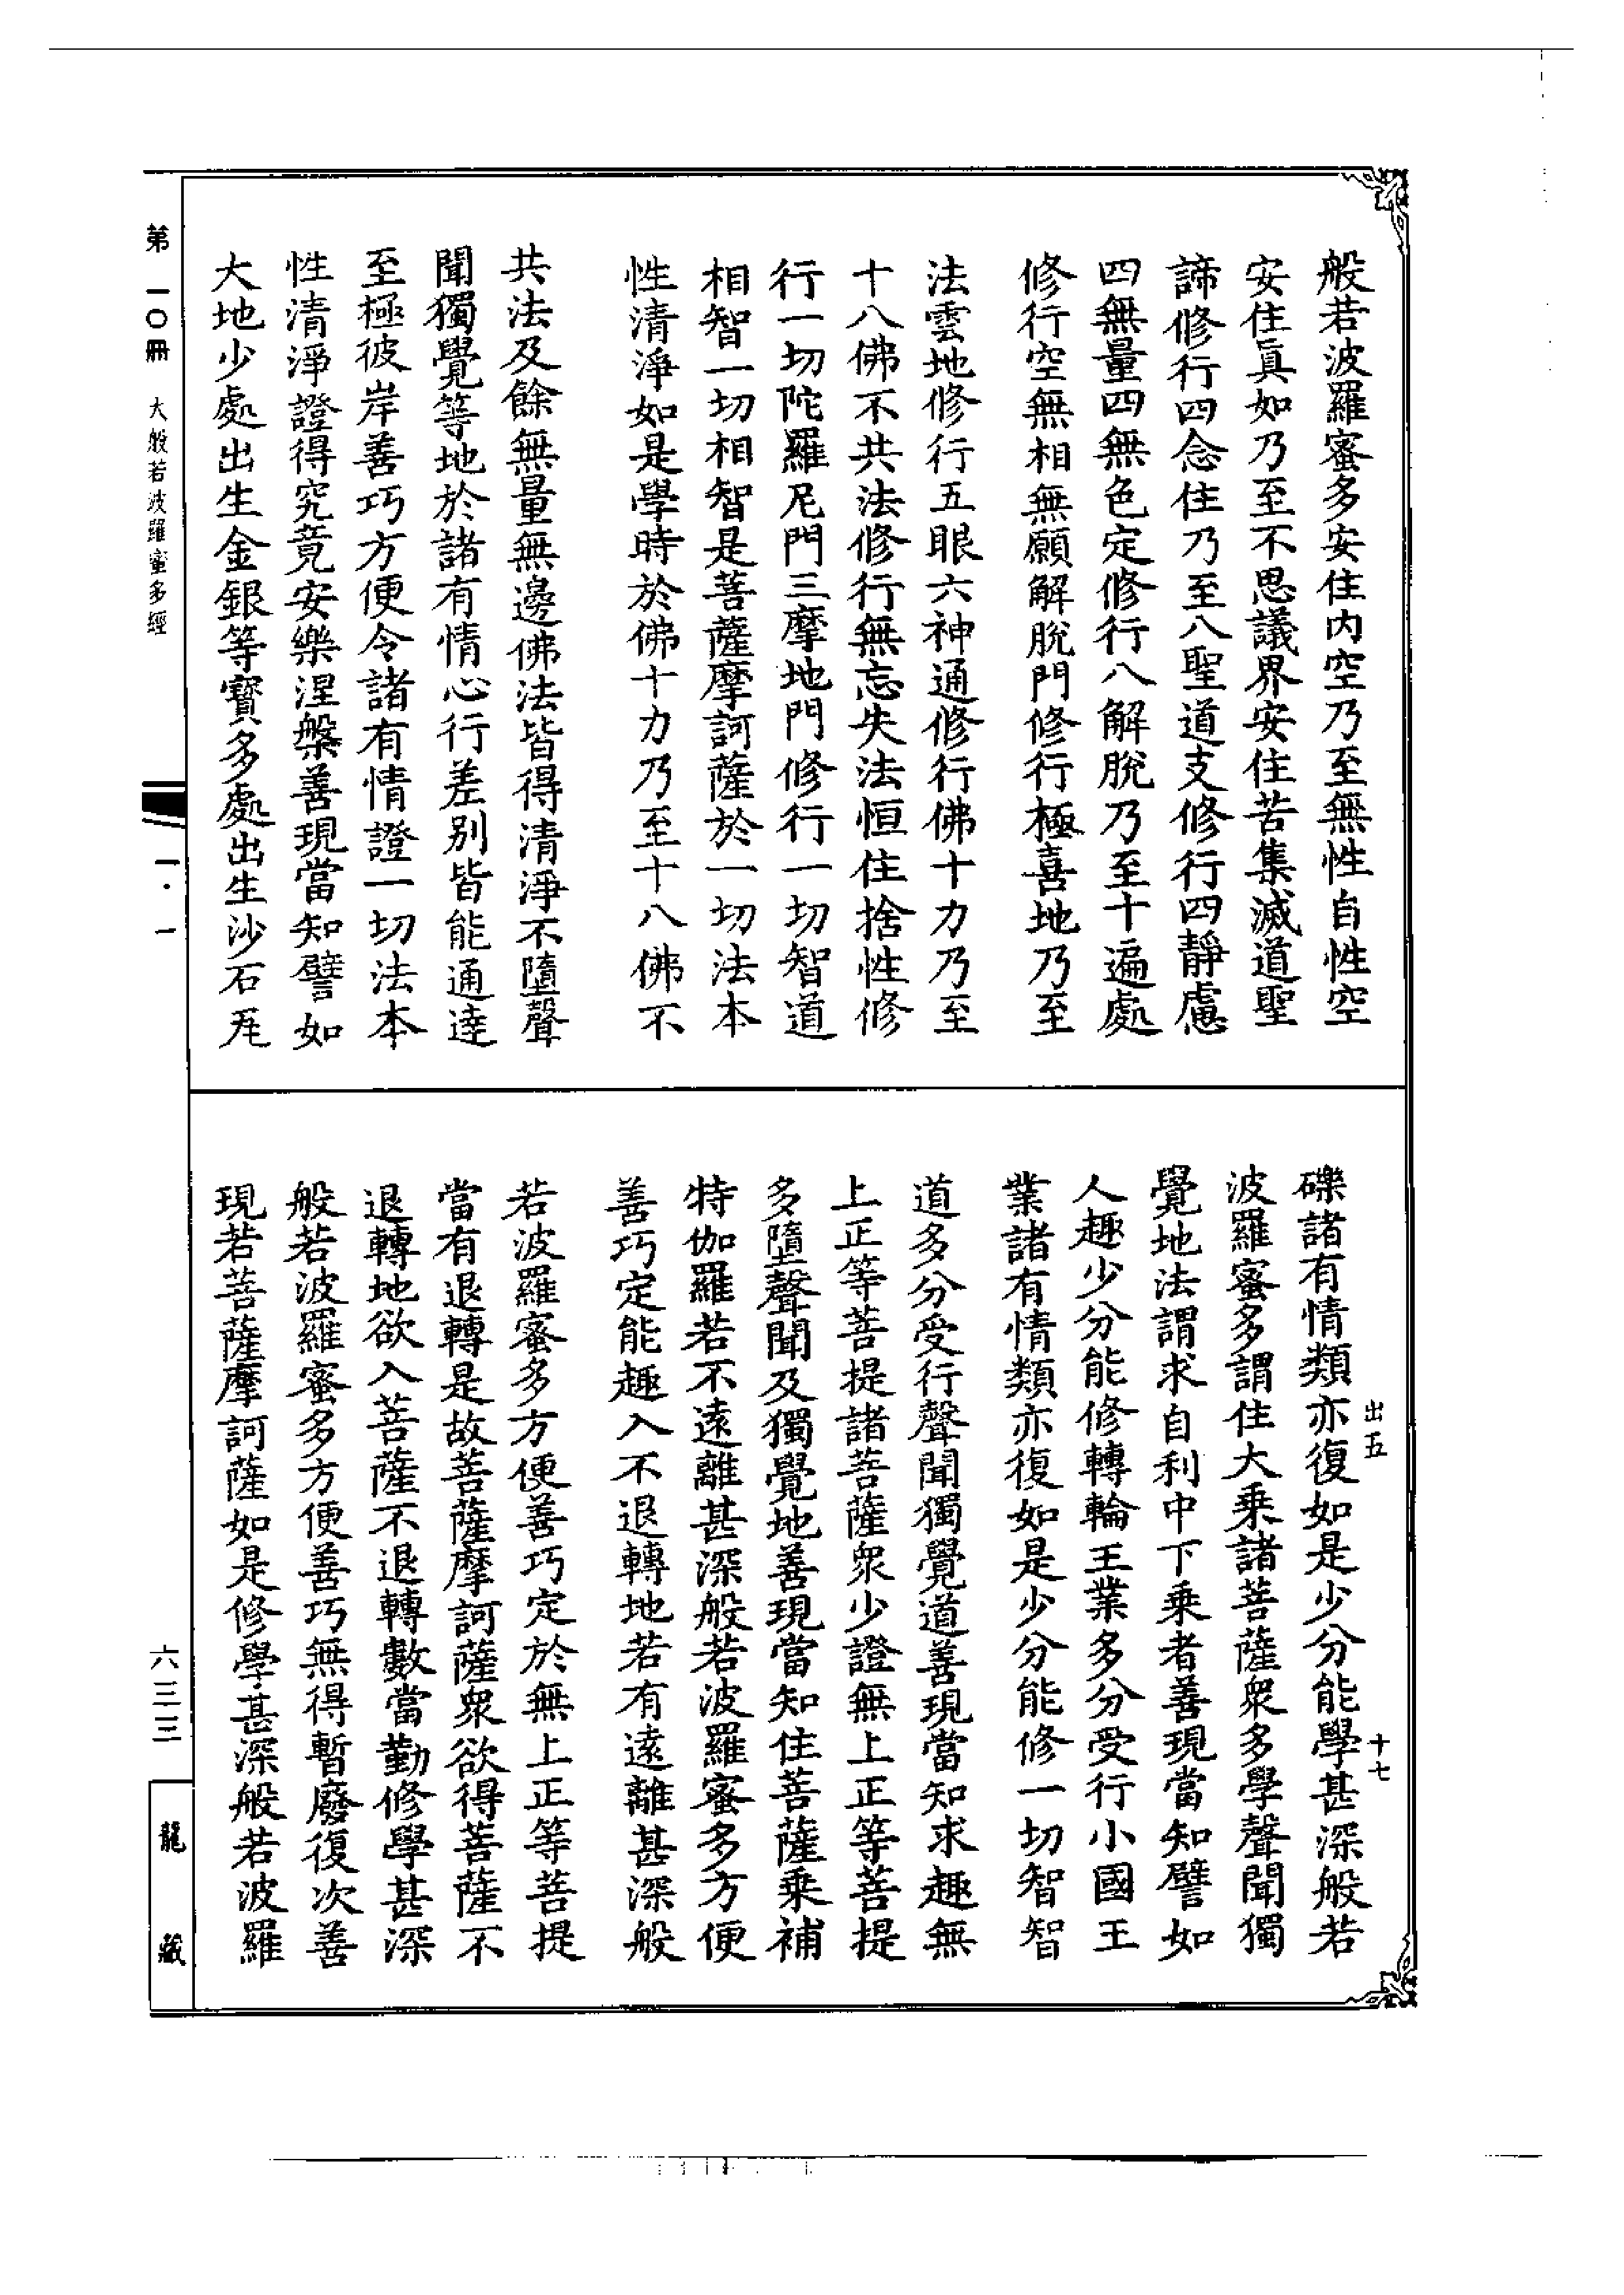 般若波羅蜜多安住內空乃至無性自性空
安住真如乃至不思議界安住苦集滅道聖
諦修行四念住乃至八聖道支修行四靜慮
四無量四無色定修行八解脫乃至十遍處
修行空無相無願解脫門修行極喜地乃至
法雲地修行五眼六神通修行佛十力乃至
十八佛不共法修行無忘失法恒住捨性修
行一切陀羅尼門三摩地門修行一切智道
相智一切相智是菩薩摩訶薩於一切法本
性清淨如是學時於佛十力乃至十八佛不
共法及餘無量無邊佛法皆得清淨不墮聲
聞獨覺等地於諸有情心行差別皆能通達
至極彼岸善巧方便令諸有情證一切法本
性清淨證得究竟安樂涅槃善現當知譬如
大地少處出生金銀等寶多處出生沙石瓦
礫諸有情類亦復如是少分能學甚深般若
波羅蜜多謂住大乘諸菩薩眾多學聲聞獨
覺地法謂求自利中下乘者善現當知譬如
人趣少分能修轉輪王業多分受行小國王
業諸有情類亦復如是少分能修一切智智
道多分受行聲聞獨覺道善現當知求趣無
上正等菩提諸菩薩眾少證無上正等菩提
多墮聲聞及獨覺地善現當知住菩薩乘補
特伽羅若不遠離甚深般若波羅蜜多方便
善巧定能趣入不退轉地若有遠離甚深般
若波羅蜜多方便善巧定於無上正等菩提
當有退轉是故菩薩摩訶薩眾欲得菩薩不
退轉地欲入菩薩不退轉數當勤修學甚深
般若波羅蜜多方便善巧無得暫廢復次善
現若菩薩摩訶薩如是修學甚深般若波羅
出五
十七
第一〇冊 大般若波羅蜜多經
一·一
六三三
龍藏